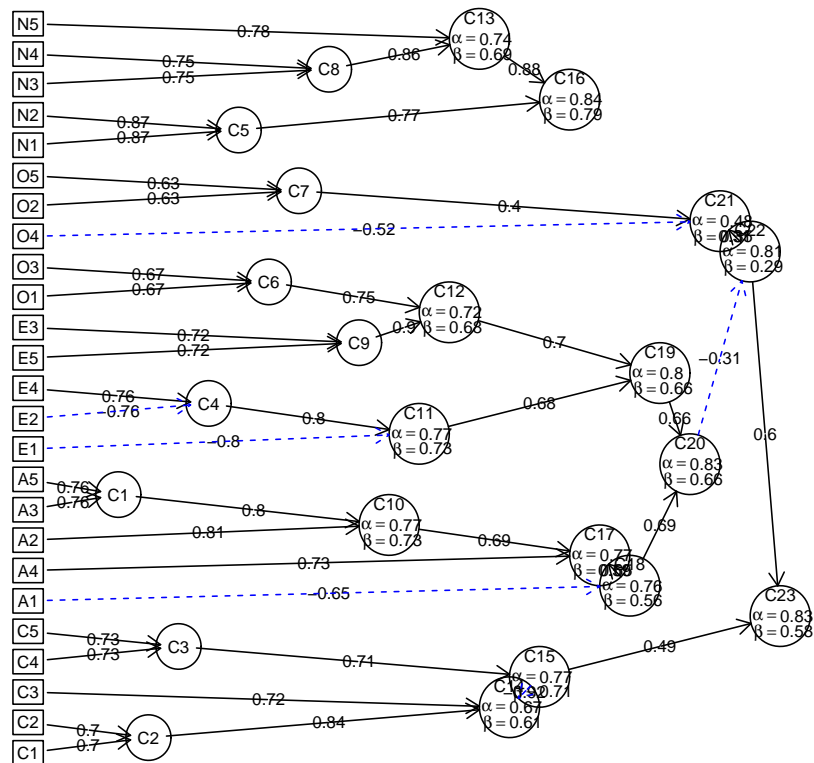 N5
0.78
C13
α = 0.74
β = 0.69
N4
0.75
N3
0.75
C8
0.86
0.88
C16
α = 0.84
β = 0.79
N2
0.87
N1
0.87
C5
0.77
O5
0.63
O2
0.63
C7
0.4
C21
α = 0.48
O4
−0.52
α = 0.81
β = 0.29
O3
0.67
O1
0.67
C6
0.75
C12
α = 0.72
β = 0.63
E3
0.72
E5
0.72
C9
0.9
0.7
C19
α = 0.8
β = 0.66
−0.31
E4
0.76
E2
−0.76
C4
0.8
C11
α = 0.77
β = 0.73
0.68
0.66
E1
−0.8
C20
α = 0.83
β = 0.66
0.6
A5
0.76
A3
0.76
C1
0.8
C10
α = 0.77
β = 0.73
A2
0.81
0.69
C17
α = 0.77
0.69
A4
0.73
α = 0.76
β = 0.56
A1
−0.65
C23
α = 0.83
β = 0.58
C5
0.73
C4
0.73
C3
0.71
C15
α = 0.77
0.49
C3
0.72
α = 0.67
β = 0.61
C2
0.7
C1
0.7
C2
0.84